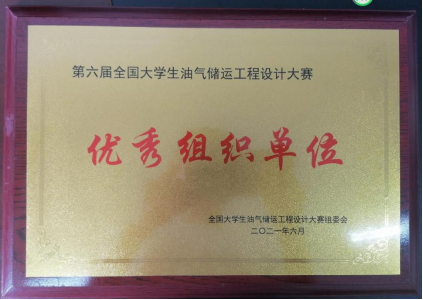 第六届全国大学生油气储运工程设计大赛
优秀组织单位
全国大学生油气储运工程设计大赛组委会
二〇二一年六月